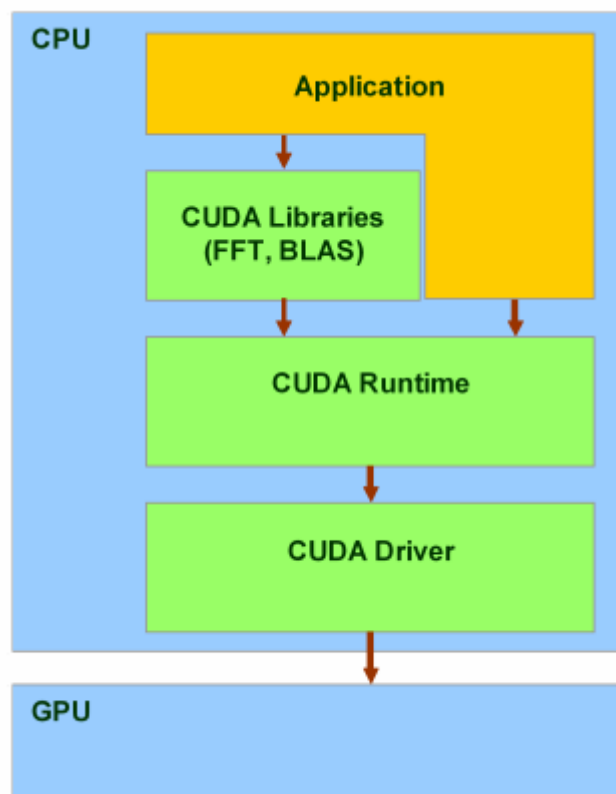 CPU
Application
CUDA Libraries
(FFT, BLAS)
CUDA Runtime
CUDA Driver
GPU